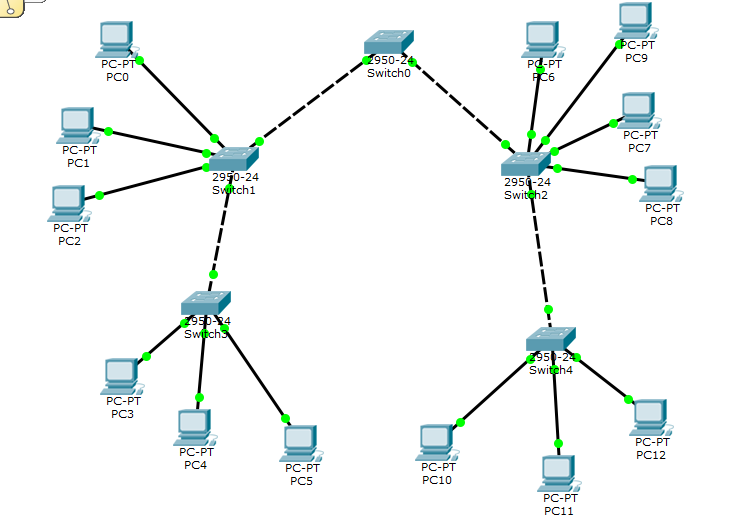 PC-PT
PC0
2950-24
Switch0
PC-PT
PC6
PC-PT
PC9
PC-PT
PC1
PC-PT
PC7
2950-24
Switch1
2950-24
Switch2
PC-PT
PC2
PC-PT
PC8
2950-24
Switch3
2950-24
Switch4
PC-PT
PC3
PC-PT
PC4
PC-PT
PC5
PC-PT
PC10
PC-PT
PC11
PC-PT
PC12